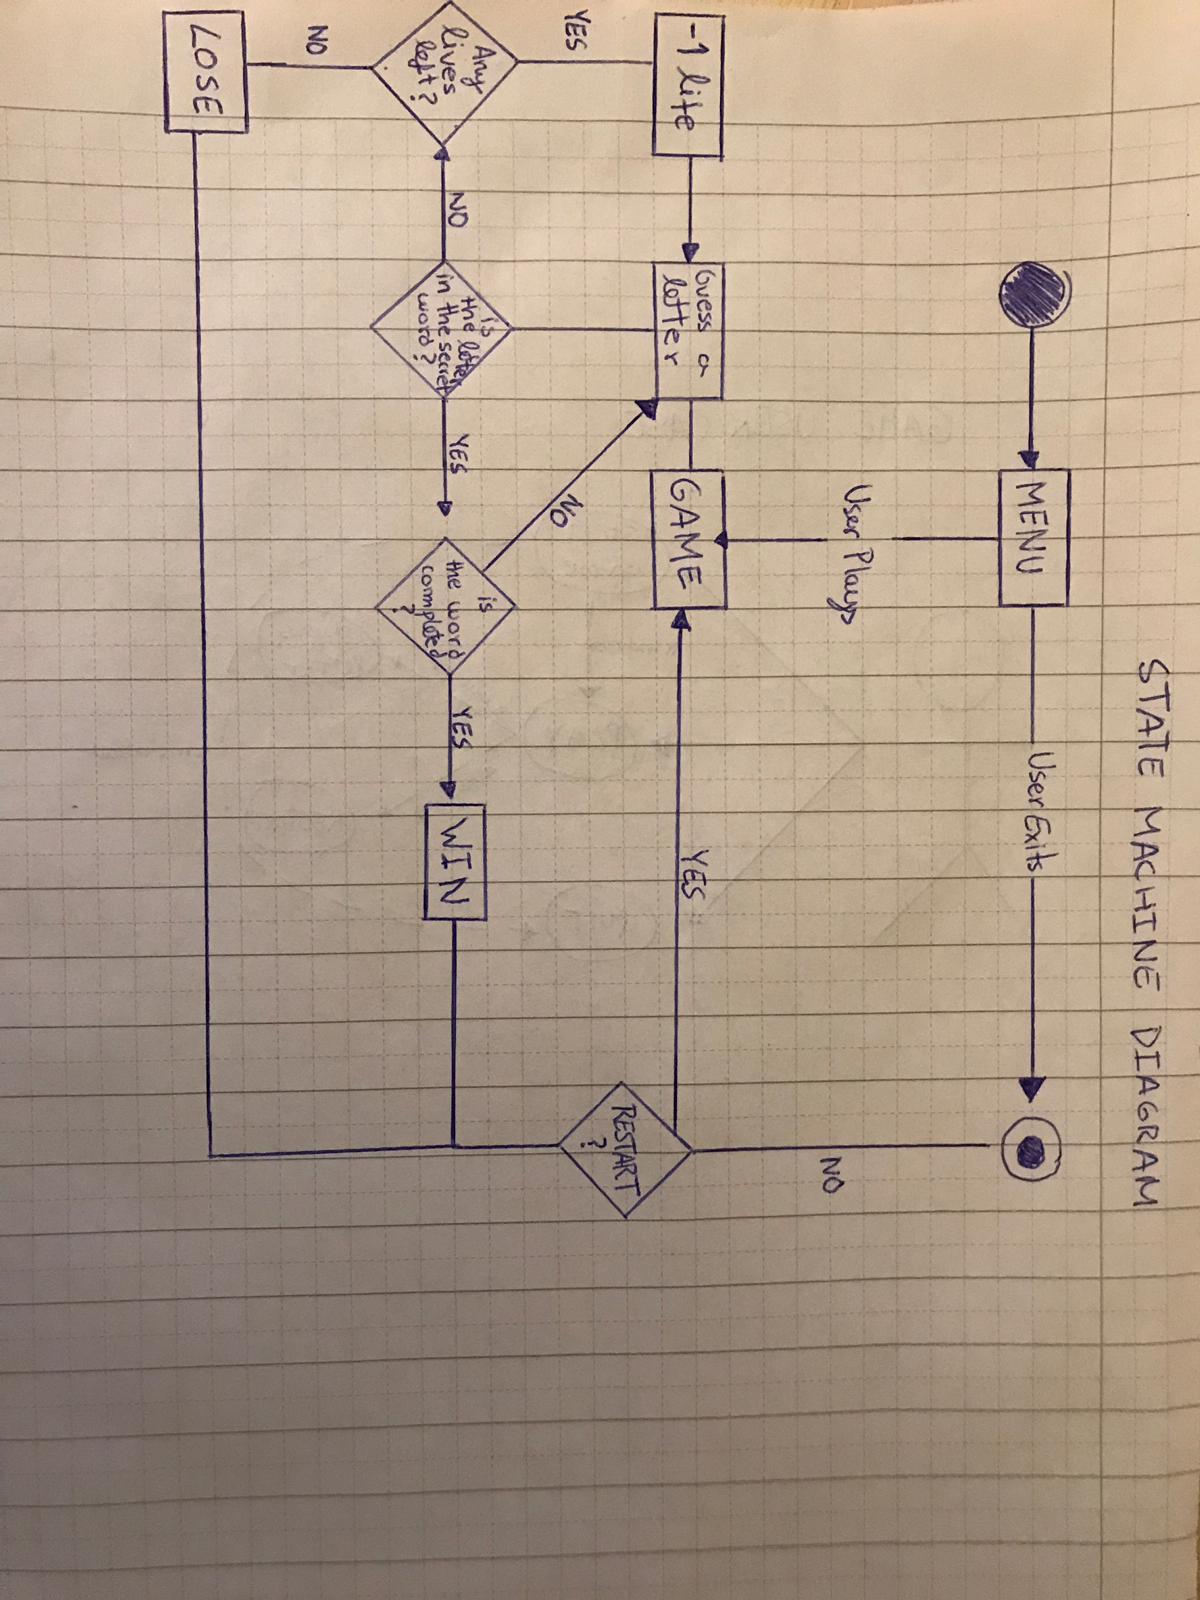 STATE MACHINE DIAGRAM
MENU
User Exits
User Plays
NO
-1 life
Guess a
letter
GAME
YES
RESTART
?
YES
NO
Any
lives
left?
NO
is
the letter
in the secret
word?
YES
is
the word
completed
?
YES
WIN
NO
LOSE